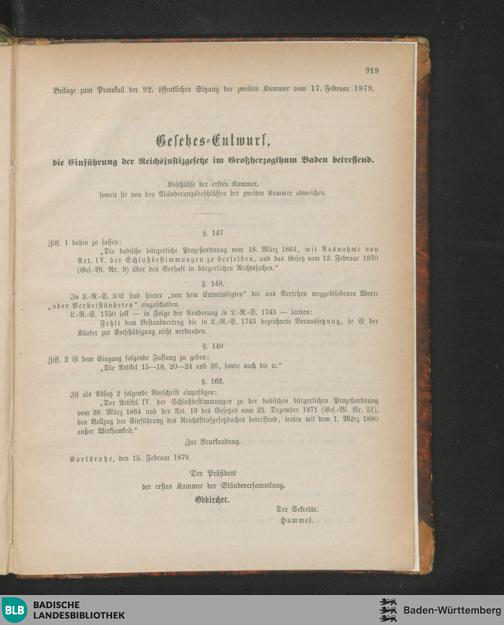 919
Beilage zum Protokoll der 92. öffentlichen Sitzung der zweiten Kammer vom 17. Februar 1879.
Gesetzes-Entwurf,
die Einführung der Reichsjustizgesetze im Großherzogthum Baden betreffend.
Beschlüsse der ersten Kammer,
soweit sie von den Abänderungsbeschlüssen der zweiten Kammer abweichen.
§. 147
Ziff. 1 dahin zu fassen:
„Die badische bürgerliche Prozeßordnung vom 18. März 1864, mit Ausnahme von
Art. IV. der Schlußbestimmungen zu derselben, und das Gesetz vom 12. Februar 1870
(Ges.-Bl. Nr. 9) über den Verhaft in bürgerlichen Rechtssachen.“
§. 148.
In L.-R.-S. 502 sind hinter „von dem Entmündigten“ die aus Versehen weggebliebenen Worte
„oder Verbeiständeten“ einzuschalten.
L.-R.-S. 1750 soll — in Folge der Aenderung in L.-R.-S. 1743 — lauten:
Fehlt dem Bestandvertrag die in L.-R.-S. 1743 bezeichnete Voraussetzung, so ist der
Käufer zur Entschädigung nicht verbunden.
§. 149
Ziff. 2 ist dem Eingang folgende Fassung zu geben:
„Die Artikel 15—18, 20—24 und 26, sowie auch die ꝛc.“
§. 162.
Ist als Absatz 2 folgende Vorschrift einzufügen:
„Der Artikel IV. der Schlußbestimmungen zu der badischen bürgerlichen Prozeßordnung
vom 28. März 1864 und der Art. 19 des Gesetzes vom 23. Dezember 1871 (Ges.-Bl. Nr. 51),
den Vollzug der Einführung des Reichsstrafgesetzbuches betreffend, treten mit dem 1. März 1880
außer Wirksamkeit.“
Zur Beurkundung.
Karlsruhe, den 15. Februar 1879.
Der Präsident
der ersten Kammer der Ständeversammlung.
Obkircher.
Der Sekretär.
Hummel.
BLB BADISCHE
LANDESBIBLIOTHEK
Baden-Württemberg